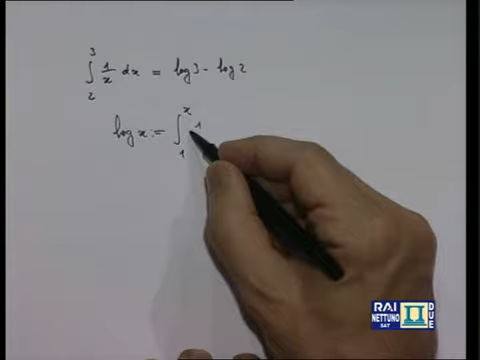 ∫₂³ 1/x dx = log 3 - log 2
log x := ∫₁ˣ 1
RAI
NETTUNO
SAT
DUE